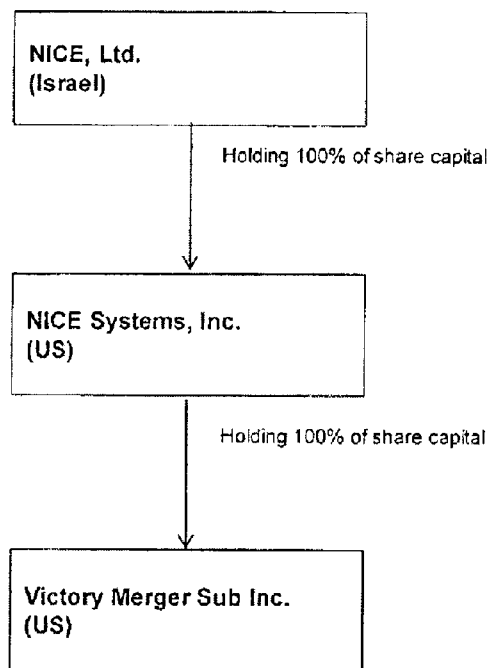 NICE, Ltd.
(Israel)
Holding 100% of share capital
NICE Systems, Inc.
(US)
Holding 100% of share capital
Victory Merger Sub Inc.
(US)